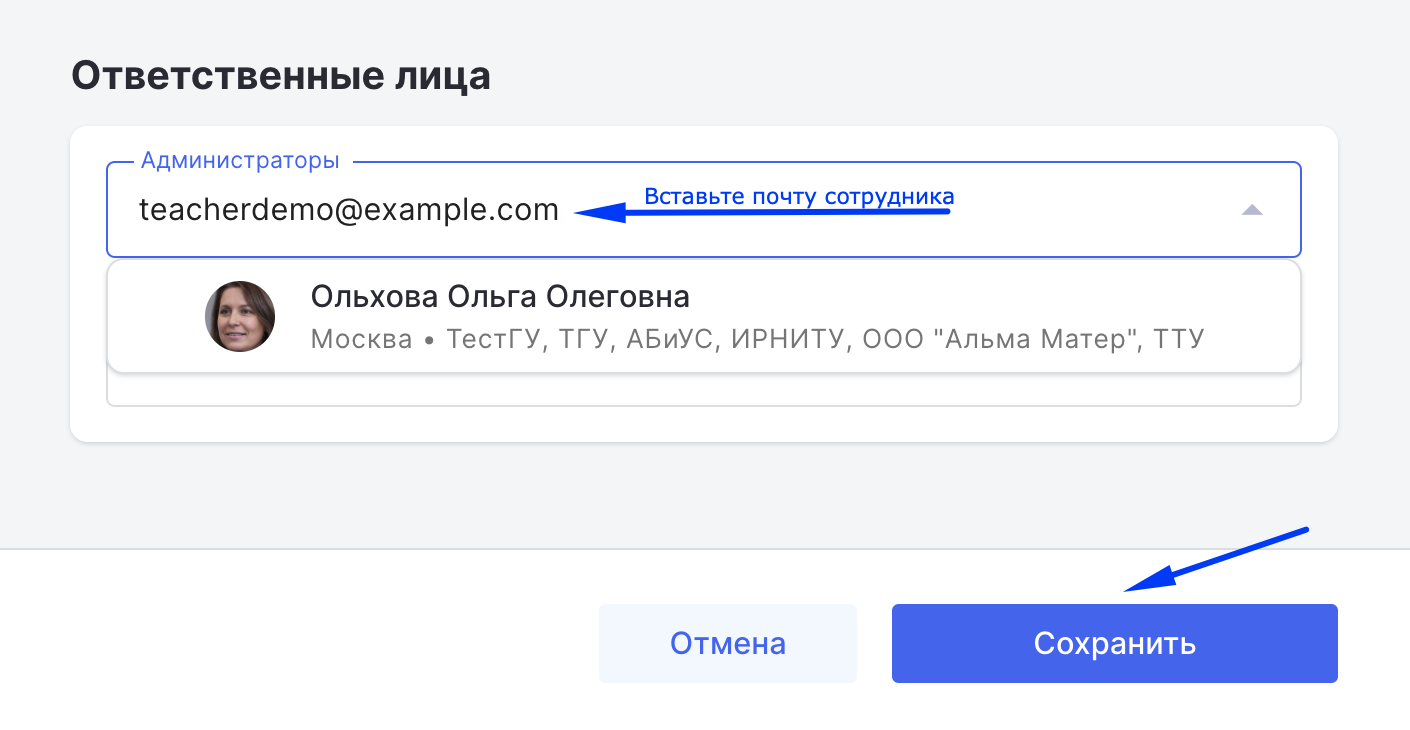 Ответственные лица
Администраторы
teacherdemo@example.com
Вставьте почту сотрудника
Ольхова Ольга Олеговна
Москва • ТестГУ, ТГУ, АБиУС, ИРНИТУ, ООО "Альма Матер", ТТУ
Отмена
Сохранить